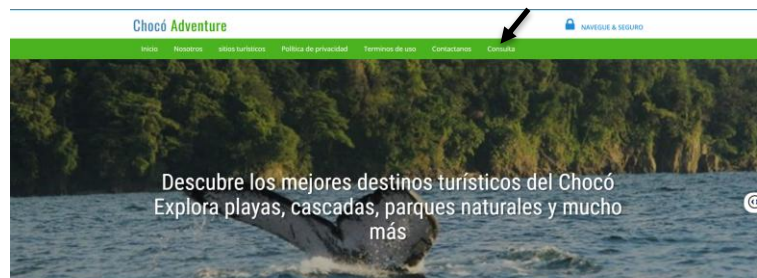 Chocó Adventure
NAVEGUE & SEGURO
Inicio Nosotros sitios turísticos Política de privacidad Terminos de uso Contactanos Consulta
Descubre los mejores destinos turísticos del Chocó
Explora playas, cascadas, parques naturales y mucho
más